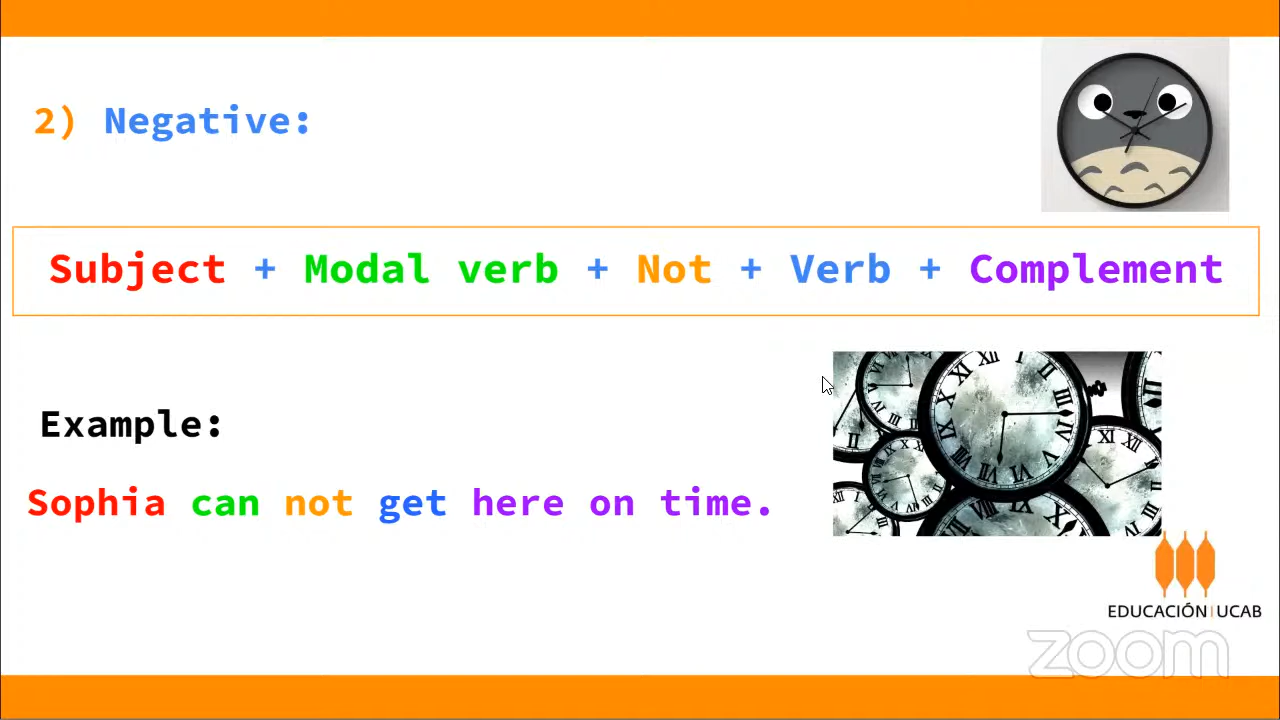 2) Negative:
Subject + Modal verb + Not + Verb + Complement
Example:
Sophia can not get here on time.
EDUCACIÓN|UCAB
zoom